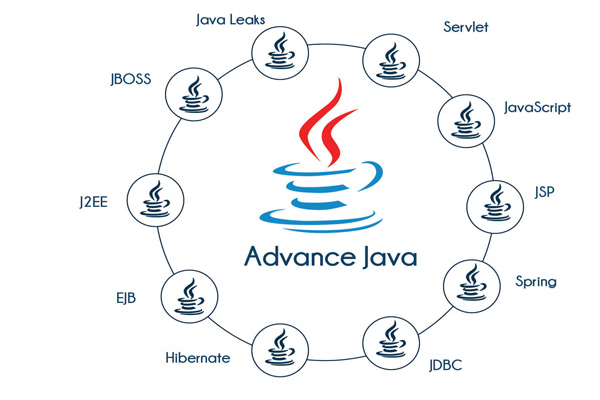 Java Leaks
Servlet
JBOSS
JavaScript
J2EE
JSP
Advance Java
Spring
EJB
Hibernate
JDBC